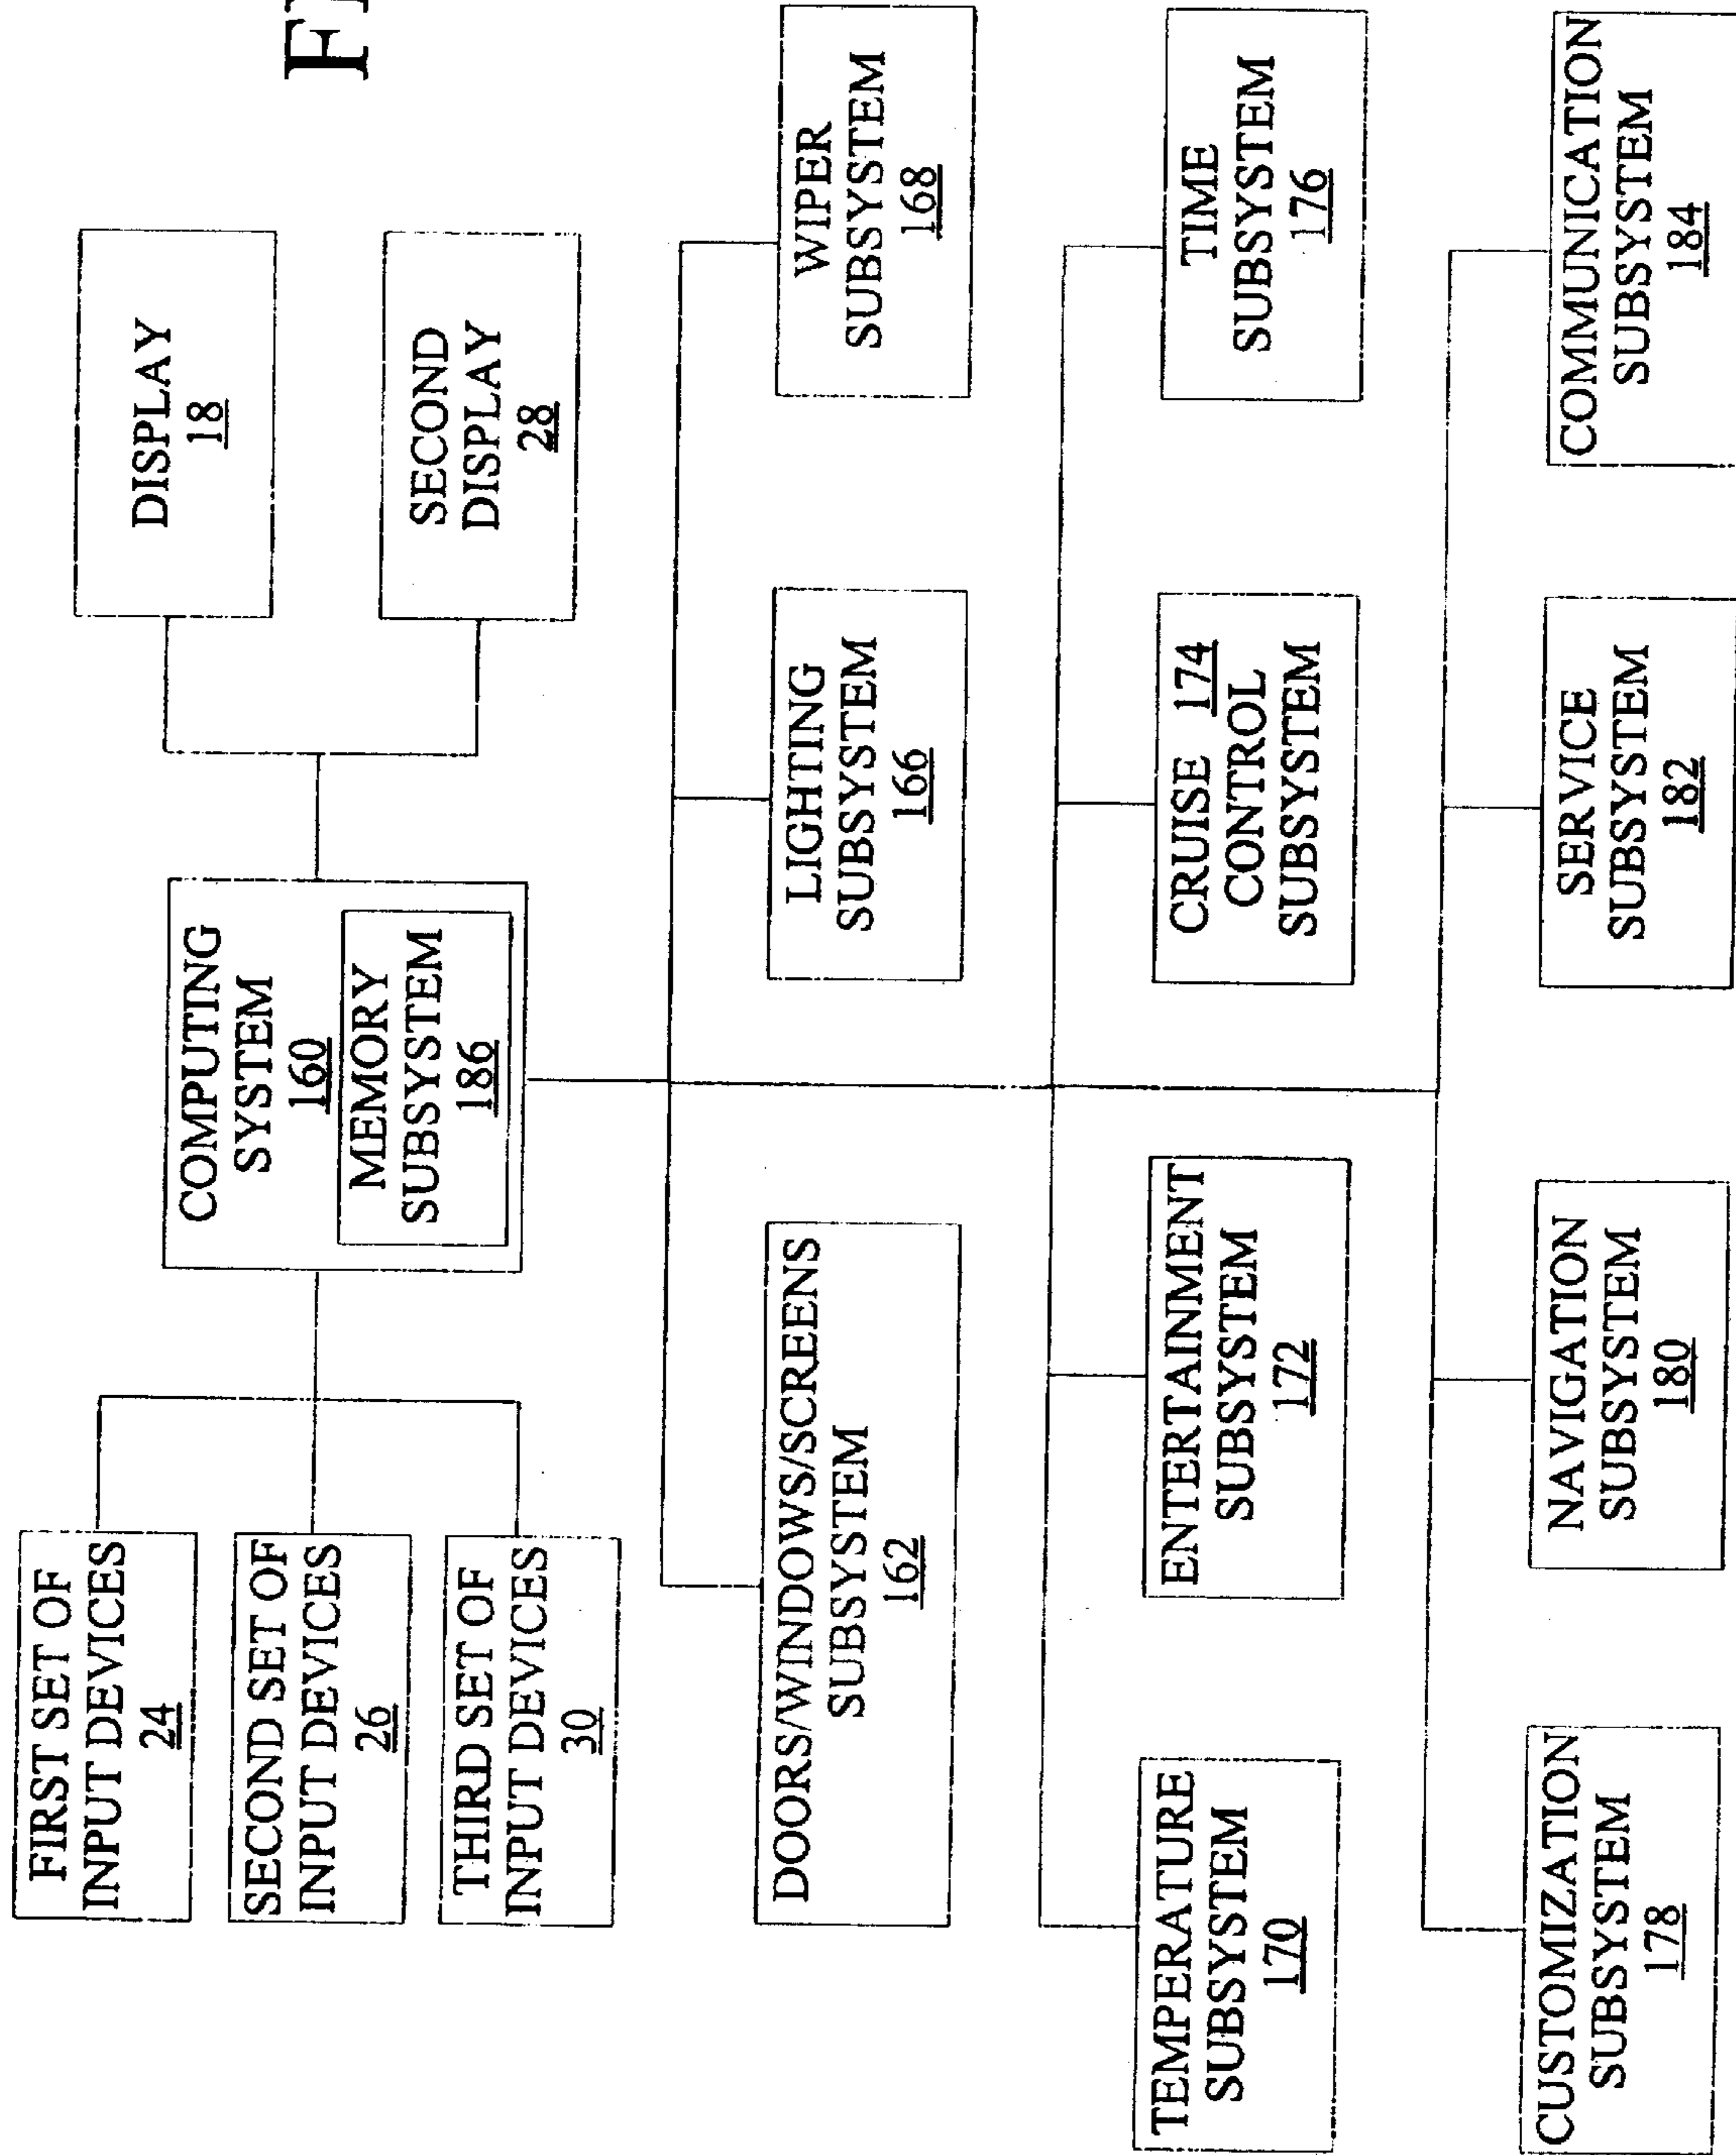 FIRST SET OF
INPUT DEVICES
24
SECOND SET OF
INPUT DEVICES
26
THIRD SET OF
INPUT DEVICES
30
COMPUTING
SYSTEM
160
MEMORY
SUBSYSTEM
186
DISPLAY
18
SECOND
DISPLAY
28
DOORS/WINDOWS/SCREENS
SUBSYSTEM
162
LIGHTING
SUBSYSTEM
166
WIPER
SUBSYSTEM
168
TEMPERATURE
SUBSYSTEM
170
ENTERTAINMENT
SUBSYSTEM
172
CRUISE 174
CONTROL
SUBSYSTEM
TIME
SUBSYSTEM
176
CUSTOMIZATION
SUBSYSTEM
178
NAVIGATION
SUBSYSTEM
180
SERVICE
SUBSYSTEM
182
COMMUNICATION
SUBSYSTEM
184